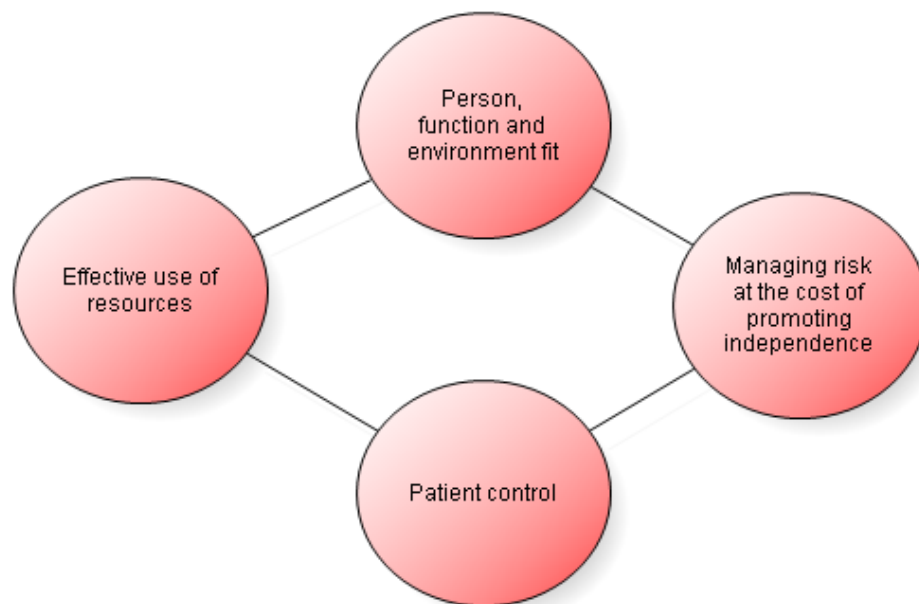 Person,
function and
environment fit
Effective use of
resources
Managing risk
at the cost of
promoting
independence
Patient control